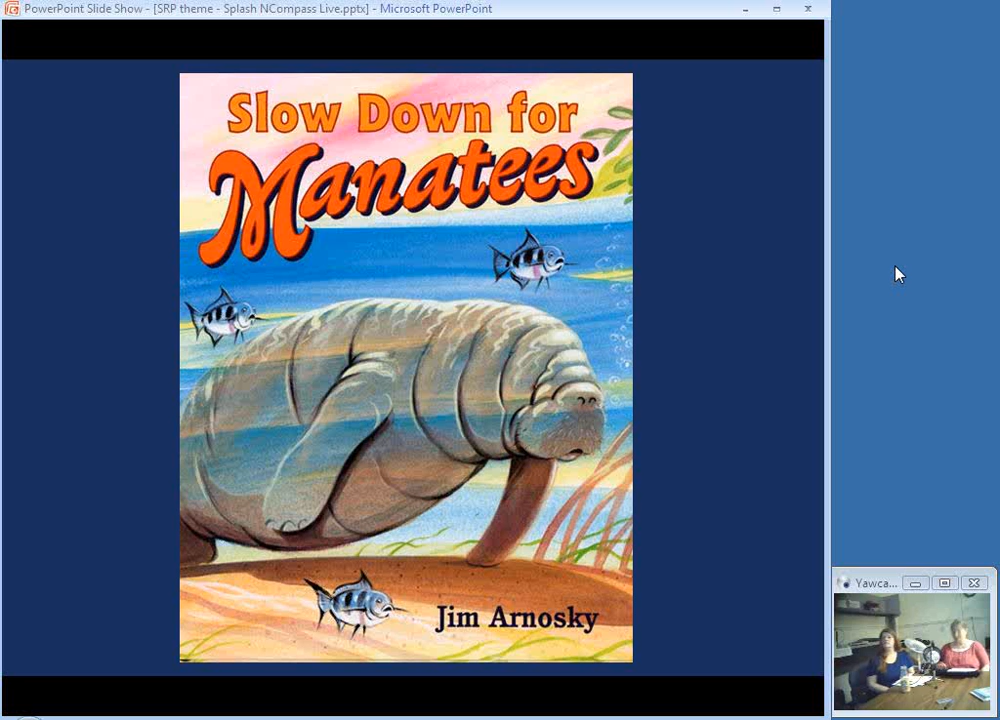 PowerPoint Slide Show - [SRP theme - Splash NCompass Live.pptx] - Microsoft PowerPoint
Slow Down for
Manatees
Jim Arnosky
Yawca...